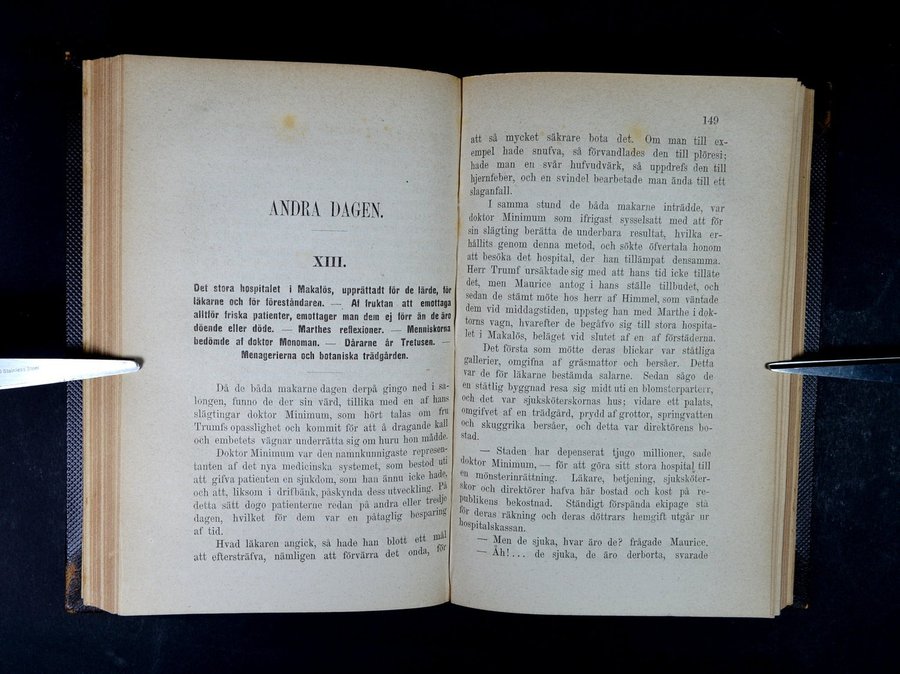 ANDRA DAGEN.
XIII.
Det stora hospitalet i Makalös, upprättadt för de lärde, för
läkarne och för föreståndaren. — Af fruktan att emottaga
alltför friska patienter, emottager man dem ej förr än de äro
döende eller döde. — Marthes reflexioner. — Menniskorna
bedömde af doktor Monoman. — Dårarne år Tretusen. —
Menagerierna och botaniska trädgården.
Då de båda makarne dagen derpå gingo ned i sa-
longen, funno de der sin värd, tillika med en af hans
slägtingar doktor Minimum, som hört talas om fru
Trumfs opasslighet och kommit för att å dragande kall
och embetets vägnar underrätta sig om huru hon mådde.
Doktor Minimum var den namnkunnigaste represen-
tanten af det nya medicinska systemet, som bestod uti
att gifva patienten en sjukdom, som han ännu icke hade,
och att, liksom i drifbänk, påskynda dess utveckling. På
detta sätt dogo patienterne redan på andra eller tredje
dagen, hvilket för dem var en påtaglig besparing
af tid.
Hvad läkaren angick, så hade han blott ett mål
att eftersträfva, nämligen att förvärra det onda, för
149
att så mycket säkrare bota det. Om man till ex-
empel hade snufva, så förvandlades den till plöresi;
hade man en svår hufvudvärk, så uppdrefs den till
hjernfeber, och en svindel bearbetade man ända till ett
slaganfall.
I samma stund de båda makarne inträdde, var
doktor Minimum som ifrigast sysselsatt med att för
sin slägting berätta de underbara resultat, hvilka er-
hållits genom denna metod, och sökte öfvertala honom
att besöka det hospital, der han tillämpat densamma.
Herr Trumf ursäktade sig med att hans tid icke tilläte
det, men Maurice antog i hans ställe tillbudet, och
sedan de stämt möte hos herr af Himmel, som väntade
dem vid middagstiden, uppsteg han med Marthe i dok-
torns vagn, hvarefter de begåfvo sig till stora hospita-
let i Makalös, beläget vid slutet af en af förstäderna.
Det första som mötte deras blickar var ståtliga
gallerier, omgifna af gräsmattor och bersåer. Detta
var de för läkarne bestämda salarne. Sedan sågo de
en ståtlig byggnad resa sig midt uti en blomsterparterr,
och det var sjuksköterskornas hus; vidare ett palats,
omgifvet af en trädgård, prydd af grottor, springvatten
och skuggrika bersåer, och detta var direktörens bo-
stad.
— Staden har depenserat tjugo millioner, sade
doktor Minimum, — för att göra sitt stora hospital till
en mönsterinrättning. Läkare, betjening, sjuksköter-
skor och direktörer hafva här bostad och kost på re-
publikens bekostnad. Ständigt förspända ekipage stå
för deras räkning och deras döttrars hemgift utgår ur
hospitalskassan.
— Men de sjuka, hvar äro de? frågade Maurice.
— Åh!... de sjuka, de äro derborta, svarade
Stainless Steel